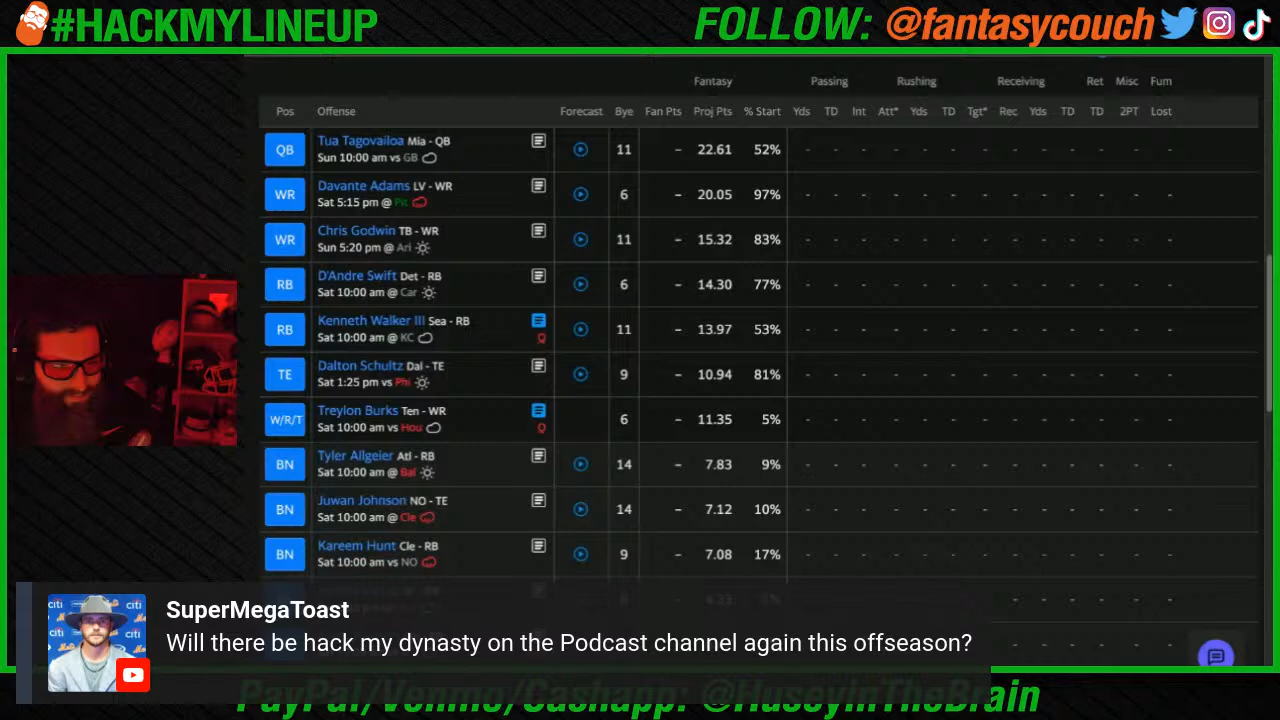 #HACKMYLINEUP
FOLLOW: @fantasycouch
Fantasy Passing Rushing Receiving Ret Misc Fum
Pos Offense Forecast Bye Fan Pts Proj Pts % Start Yds TD Int Att* Yds TD Tgt* Rec Yds TD TD 2PT Lost
QB Tua Tagovailoa Mia - QB 11 - 22.61 52% - - - - - - - - - - - - -
Sun 10:00 am vs GB
WR Davante Adams LV - WR 6 - 20.05 97% - - - - - - - - - - - - -
Sat 5:15 pm @ Pit
WR Chris Godwin TB - WR 11 - 15.32 83% - - - - - - - - - - - - -
Sun 5:20 pm @ Ari
RB D'Andre Swift Det - RB 6 - 14.30 77% - - - - - - - - - - - - -
Sat 10:00 am @ Car
RB Kenneth Walker III Sea - RB 11 - 13.97 53% - - - - - - - - - - - - -
Sat 10:00 am @ KC Q
TE Dalton Schultz Dal - TE 9 - 10.94 81% - - - - - - - - - - - - -
Sat 1:25 pm vs Phi
W/R/T Treylon Burks Ten - WR 6 - 11.35 5% - - - - - - - - - - - - -
Sat 10:00 am vs Hou Q
BN Tyler Allgeier Atl - RB 14 - 7.83 9% - - - - - - - - - - - - -
Sat 10:00 am @ Bal
BN Juwan Johnson NO - TE 14 - 7.12 10% - - - - - - - - - - - - -
Sat 10:00 am @ Cle
BN Kareem Hunt Cle - RB 9 - 7.08 17% - - - - - - - - - - - - -
Sat 10:00 am vs NO
citi citi
SuperMegaToast
Will there be hack my dynasty on the Podcast channel again this offseason?
PayPal/Venmo/Cashapp: @HuseyInTheBrain